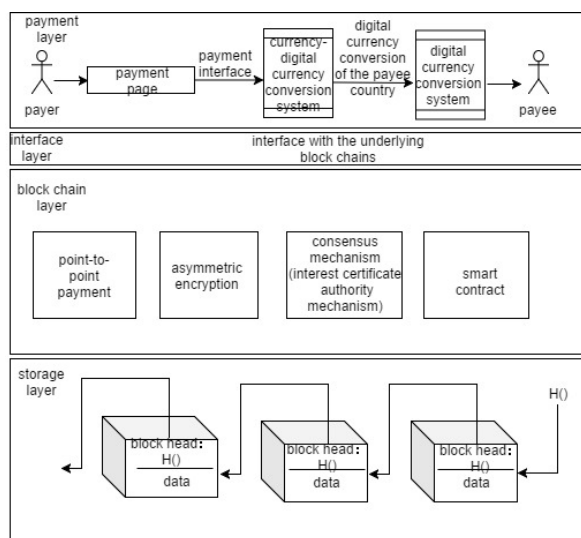 payment
layer
payer
payment
page
payment
interface
currency-
digital
currency
conversion
system
digital
currency
conversion
of the payee
country
digital
currency
conversion
system
payee
interface
layer
interface with the underlying
block chains
block chain
layer
point-to-
point
payment
asymmetric
encryption
consensus
mechanism
(interest certificate
authority
mechanism)
smart
contract
storage
layer
block head:
H()
data
block head:
H()
data
block head:
H()
data
H()